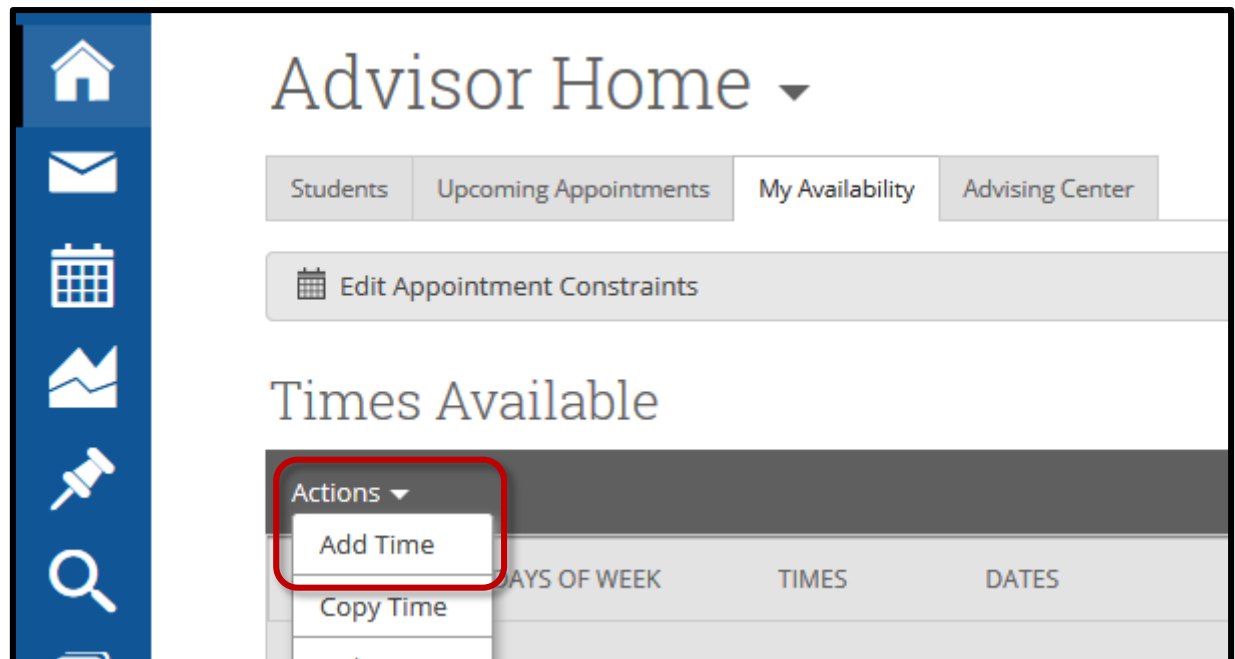 Advisor Home
Students Upcoming Appointments My Availability Advising Center
Edit Appointment Constraints
Times Available
Actions
Add Time
DAYS OF WEEK TIMES DATES
Copy Time